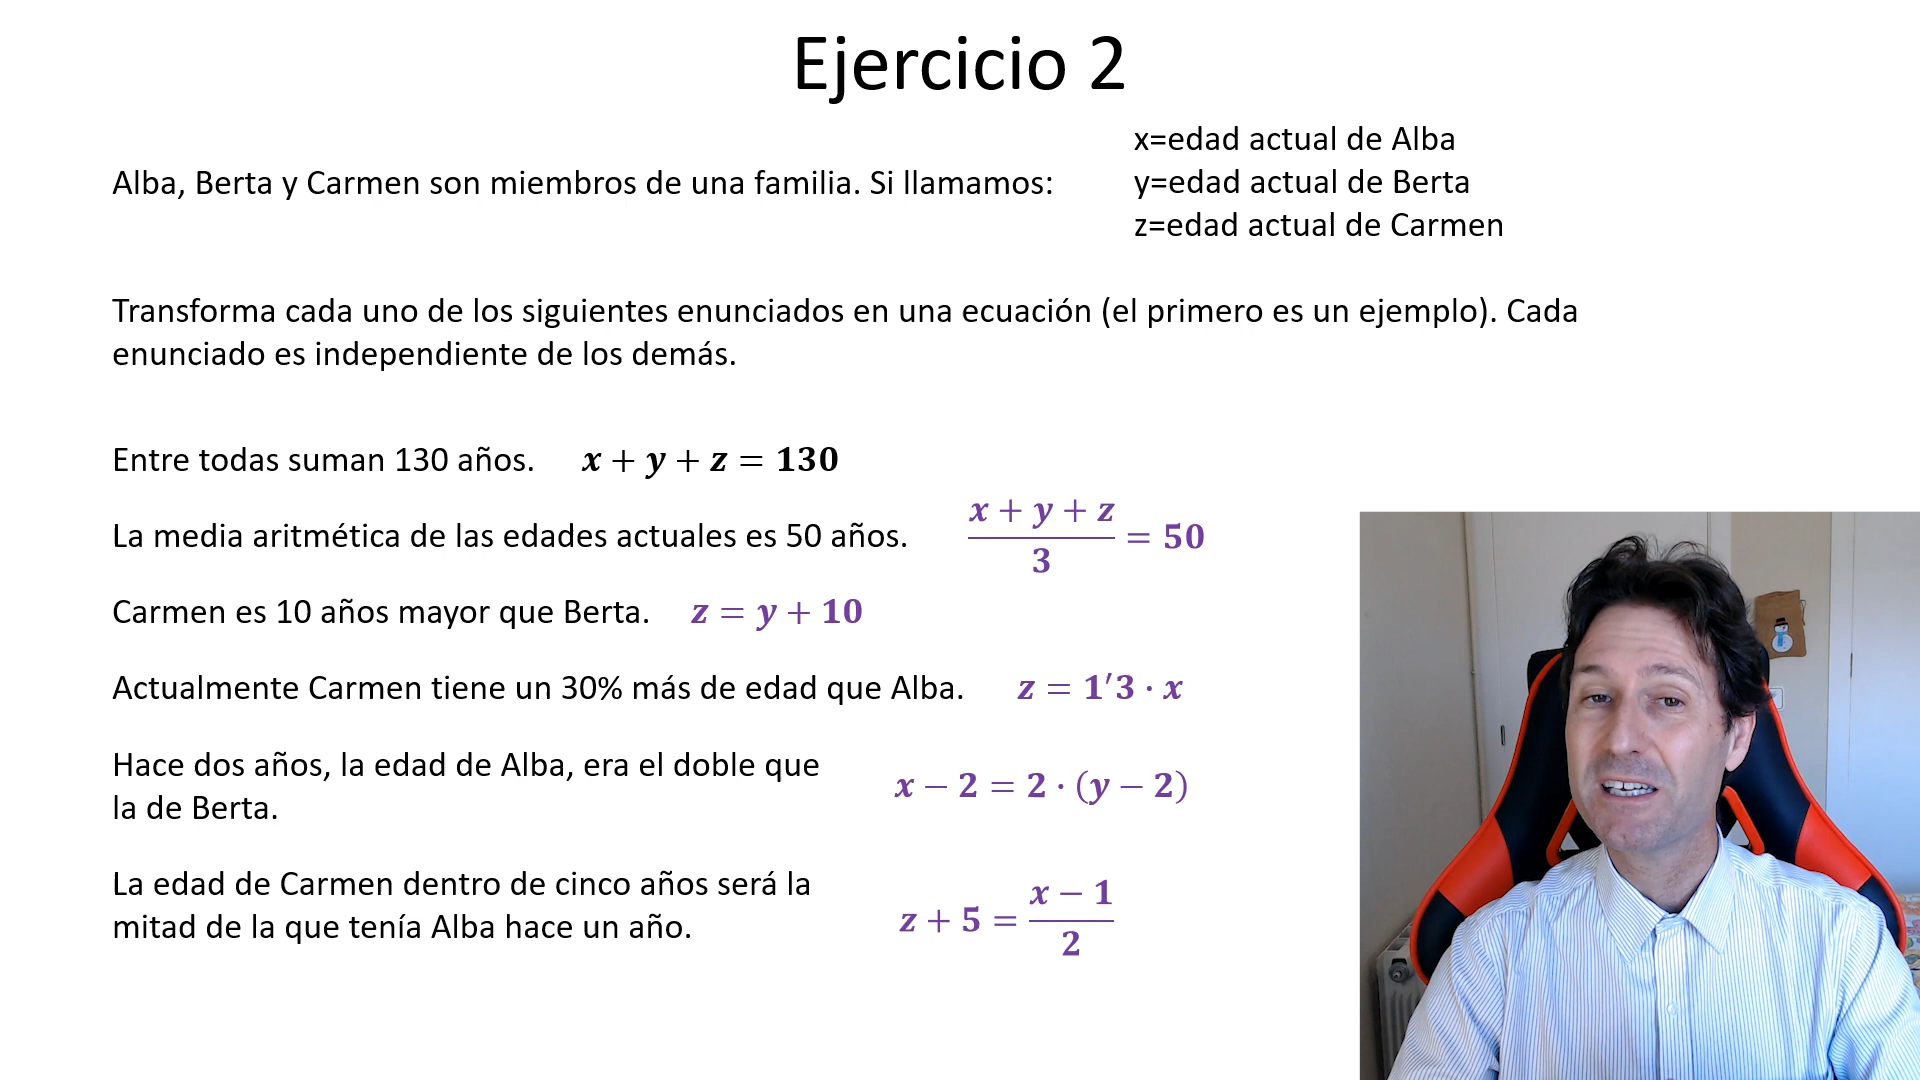 Ejercicio 2
x=edad actual de Alba
Alba, Berta y Carmen son miembros de una familia. Si llamamos:
y=edad actual de Berta
z=edad actual de Carmen
Transforma cada uno de los siguientes enunciados en una ecuación (el primero es un ejemplo). Cada
enunciado es independiente de los demás.
Entre todas suman 130 años. x + y + z = 130
La media aritmética de las edades actuales es 50 años. (x + y + z)/3 = 50
Carmen es 10 años mayor que Berta. z = y + 10
Actualmente Carmen tiene un 30% más de edad que Alba. z = 1′3 · x
Hace dos años, la edad de Alba, era el doble que
la de Berta. x − 2 = 2 · (y − 2)
La edad de Carmen dentro de cinco años será la
mitad de la que tenía Alba hace un año. z + 5 = (x − 1)/2